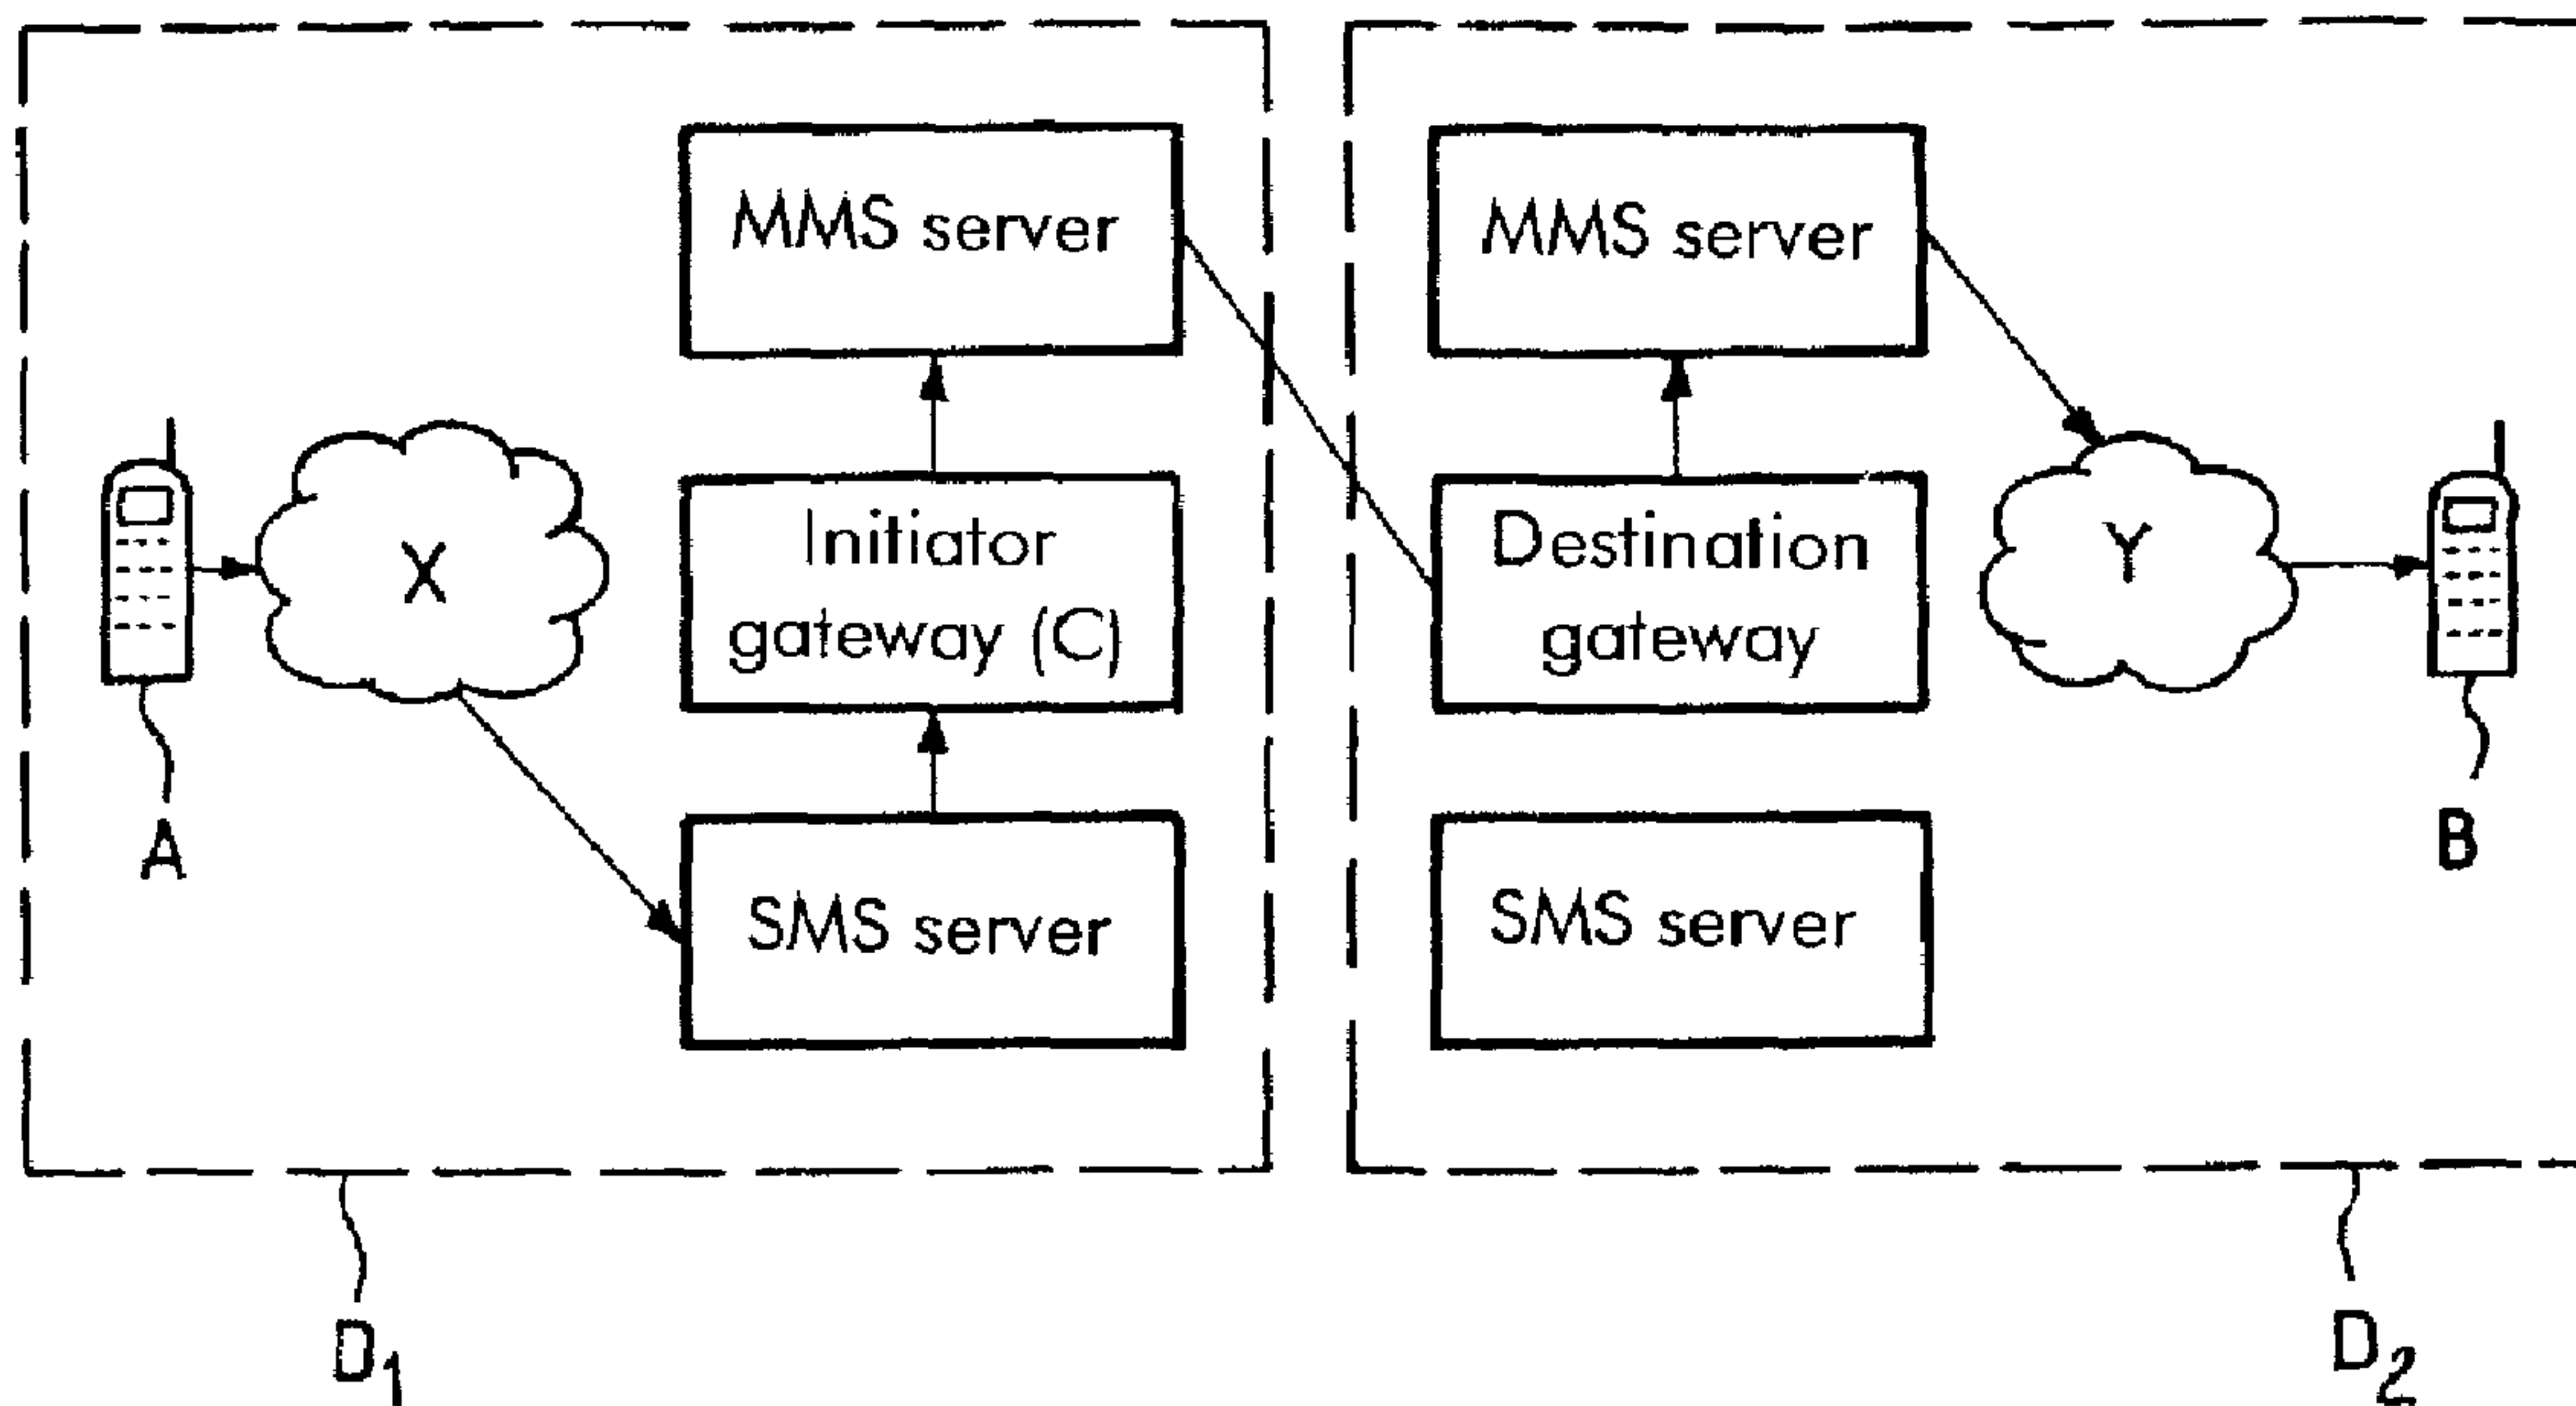 MMS server
MMS server
X
Initiator
gateway (C)
Destination
gateway
Y
A
B
SMS server
SMS server
D1
D2